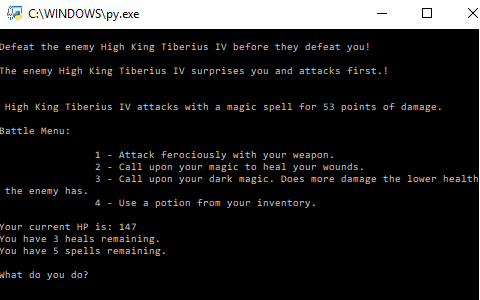 C:\WINDOWS\py.exe
Defeat the enemy High King Tiberius IV before they defeat you!
The enemy High King Tiberius IV surprises you and attacks first.!
High King Tiberius IV attacks with a magic spell for 53 points of damage.
Battle Menu:
1 - Attack ferociously with your weapon.
2 - Call upon your magic to heal your wounds.
3 - Call upon your dark magic. Does more damage the lower health
the enemy has.
4 - Use a potion from your inventory.
Your current HP is: 147
You have 3 heals remaining.
You have 5 spells remaining.
What do you do?